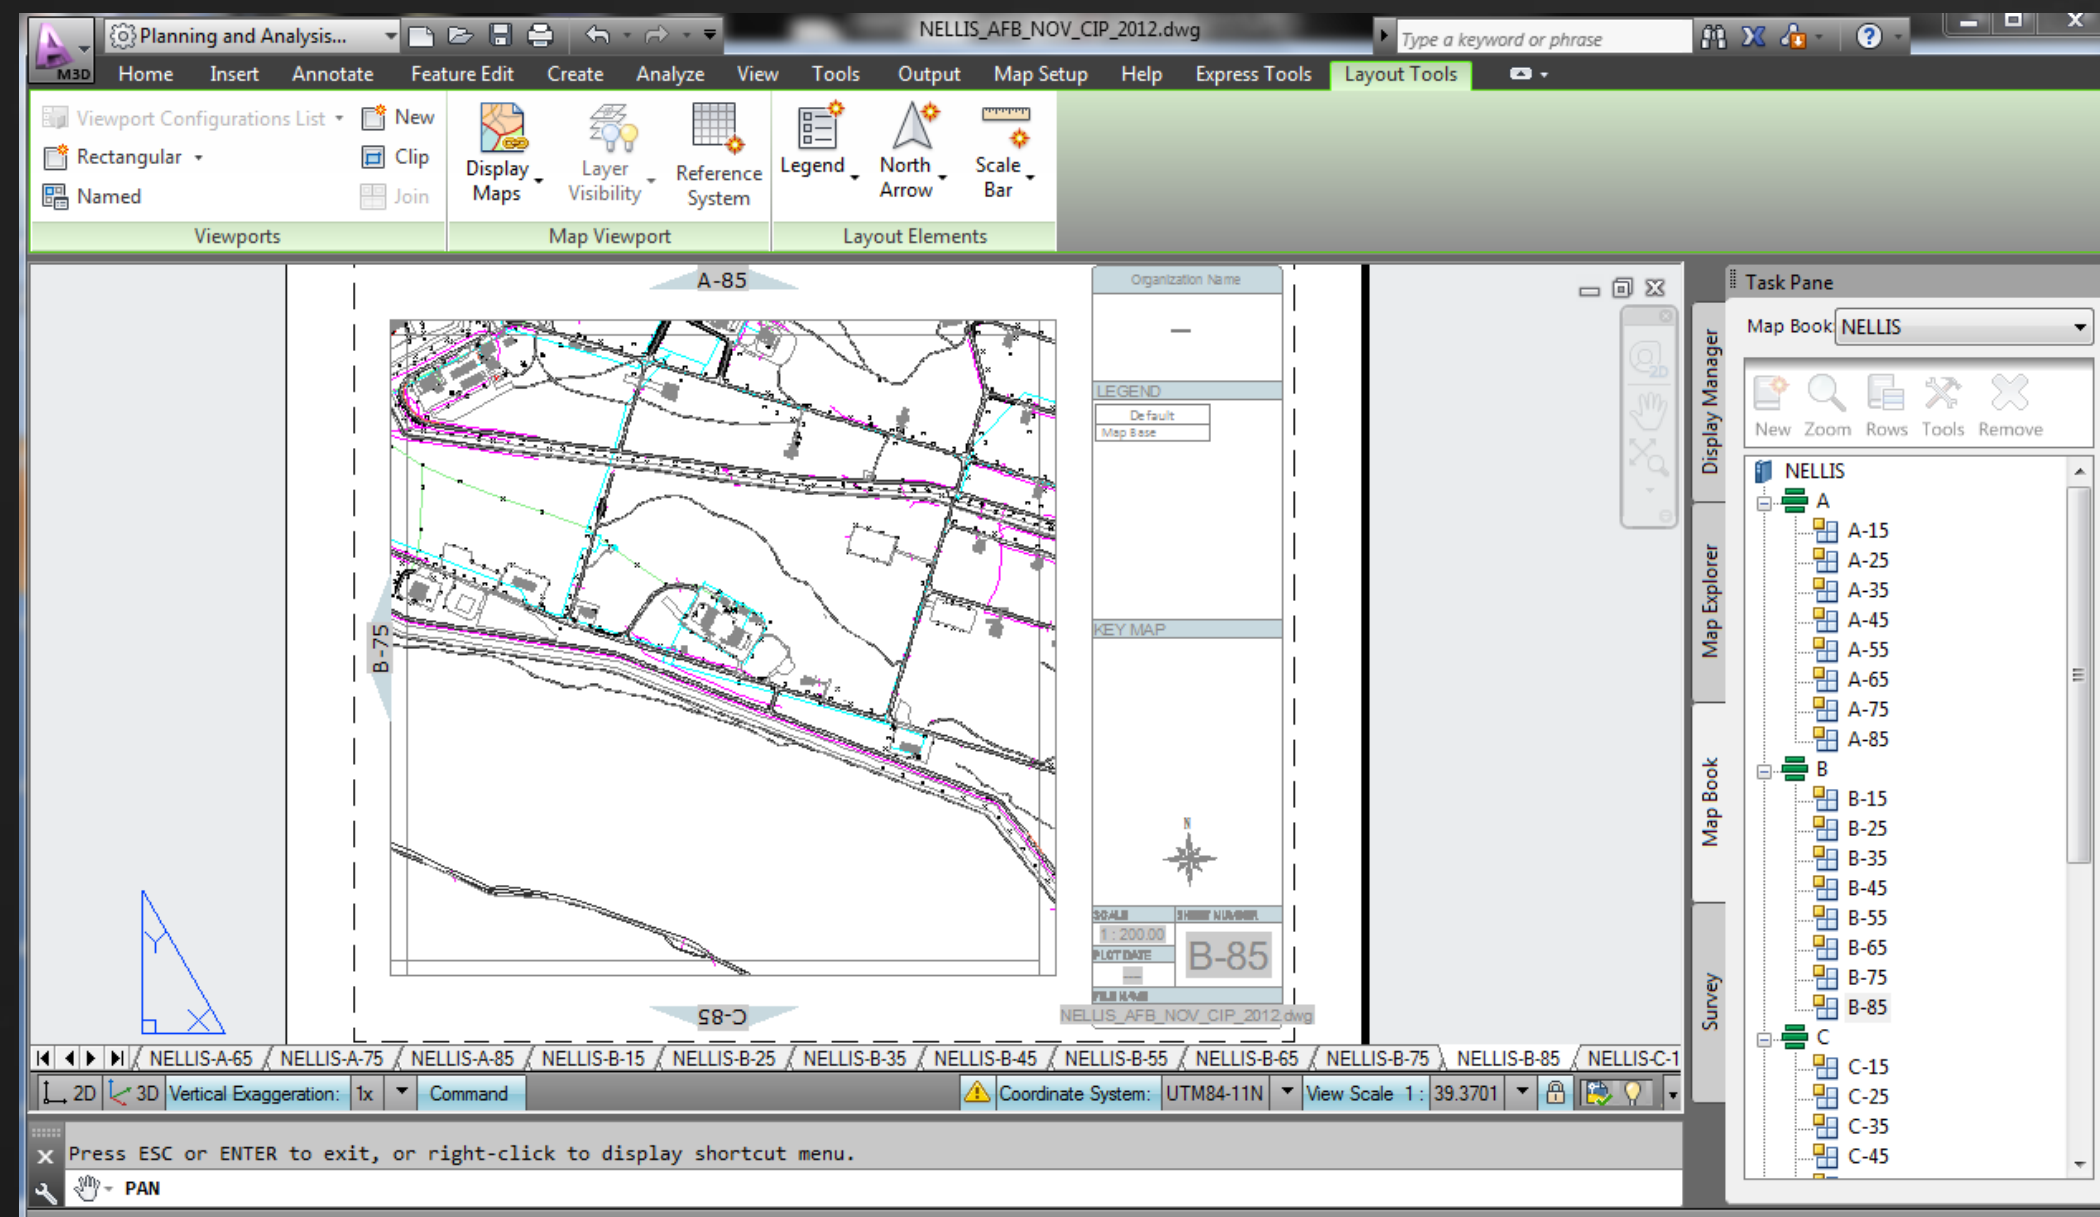 Planning and Analysis...
NELLIS_AFB_NOV_CIP_2012.dwg
Type a keyword or phrase
M3D
Home Insert Annotate Feature Edit Create Analyze View Tools Output Map Setup Help Express Tools Layout Tools
Viewport Configurations List
New
Rectangular
Clip
Named
Join
Viewports
Display Maps
Layer Visibility
Reference System
Map Viewport
Legend
North Arrow
Scale Bar
Layout Elements
A-85
B-75
C-85
Organization Name
LEGEND
Default
Map Base
KEY MAP
N
SCALE
SHEET NUMBER
1 : 200.00
PLOT DATE
B-85
FILE NAME
NELLIS_AFB_NOV_CIP_2012.dwg
Y
X
2D
Task Pane
Map Book: NELLIS
New Zoom Rows Tools Remove
Display Manager
Map Explorer
Map Book
Survey
NELLIS
A
A-15
A-25
A-35
A-45
A-55
A-65
A-75
A-85
B
B-15
B-25
B-35
B-45
B-55
B-65
B-75
B-85
C
C-15
C-25
C-35
C-45
NELLIS-A-65 NELLIS-A-75 NELLIS-A-85 NELLIS-B-15 NELLIS-B-25 NELLIS-B-35 NELLIS-B-45 NELLIS-B-55 NELLIS-B-65 NELLIS-B-75 NELLIS-B-85 NELLIS-C-1
2D 3D Vertical Exaggeration: 1x Command Coordinate System: UTM84-11N View Scale 1 : 39.3701
Press ESC or ENTER to exit, or right-click to display shortcut menu.
PAN